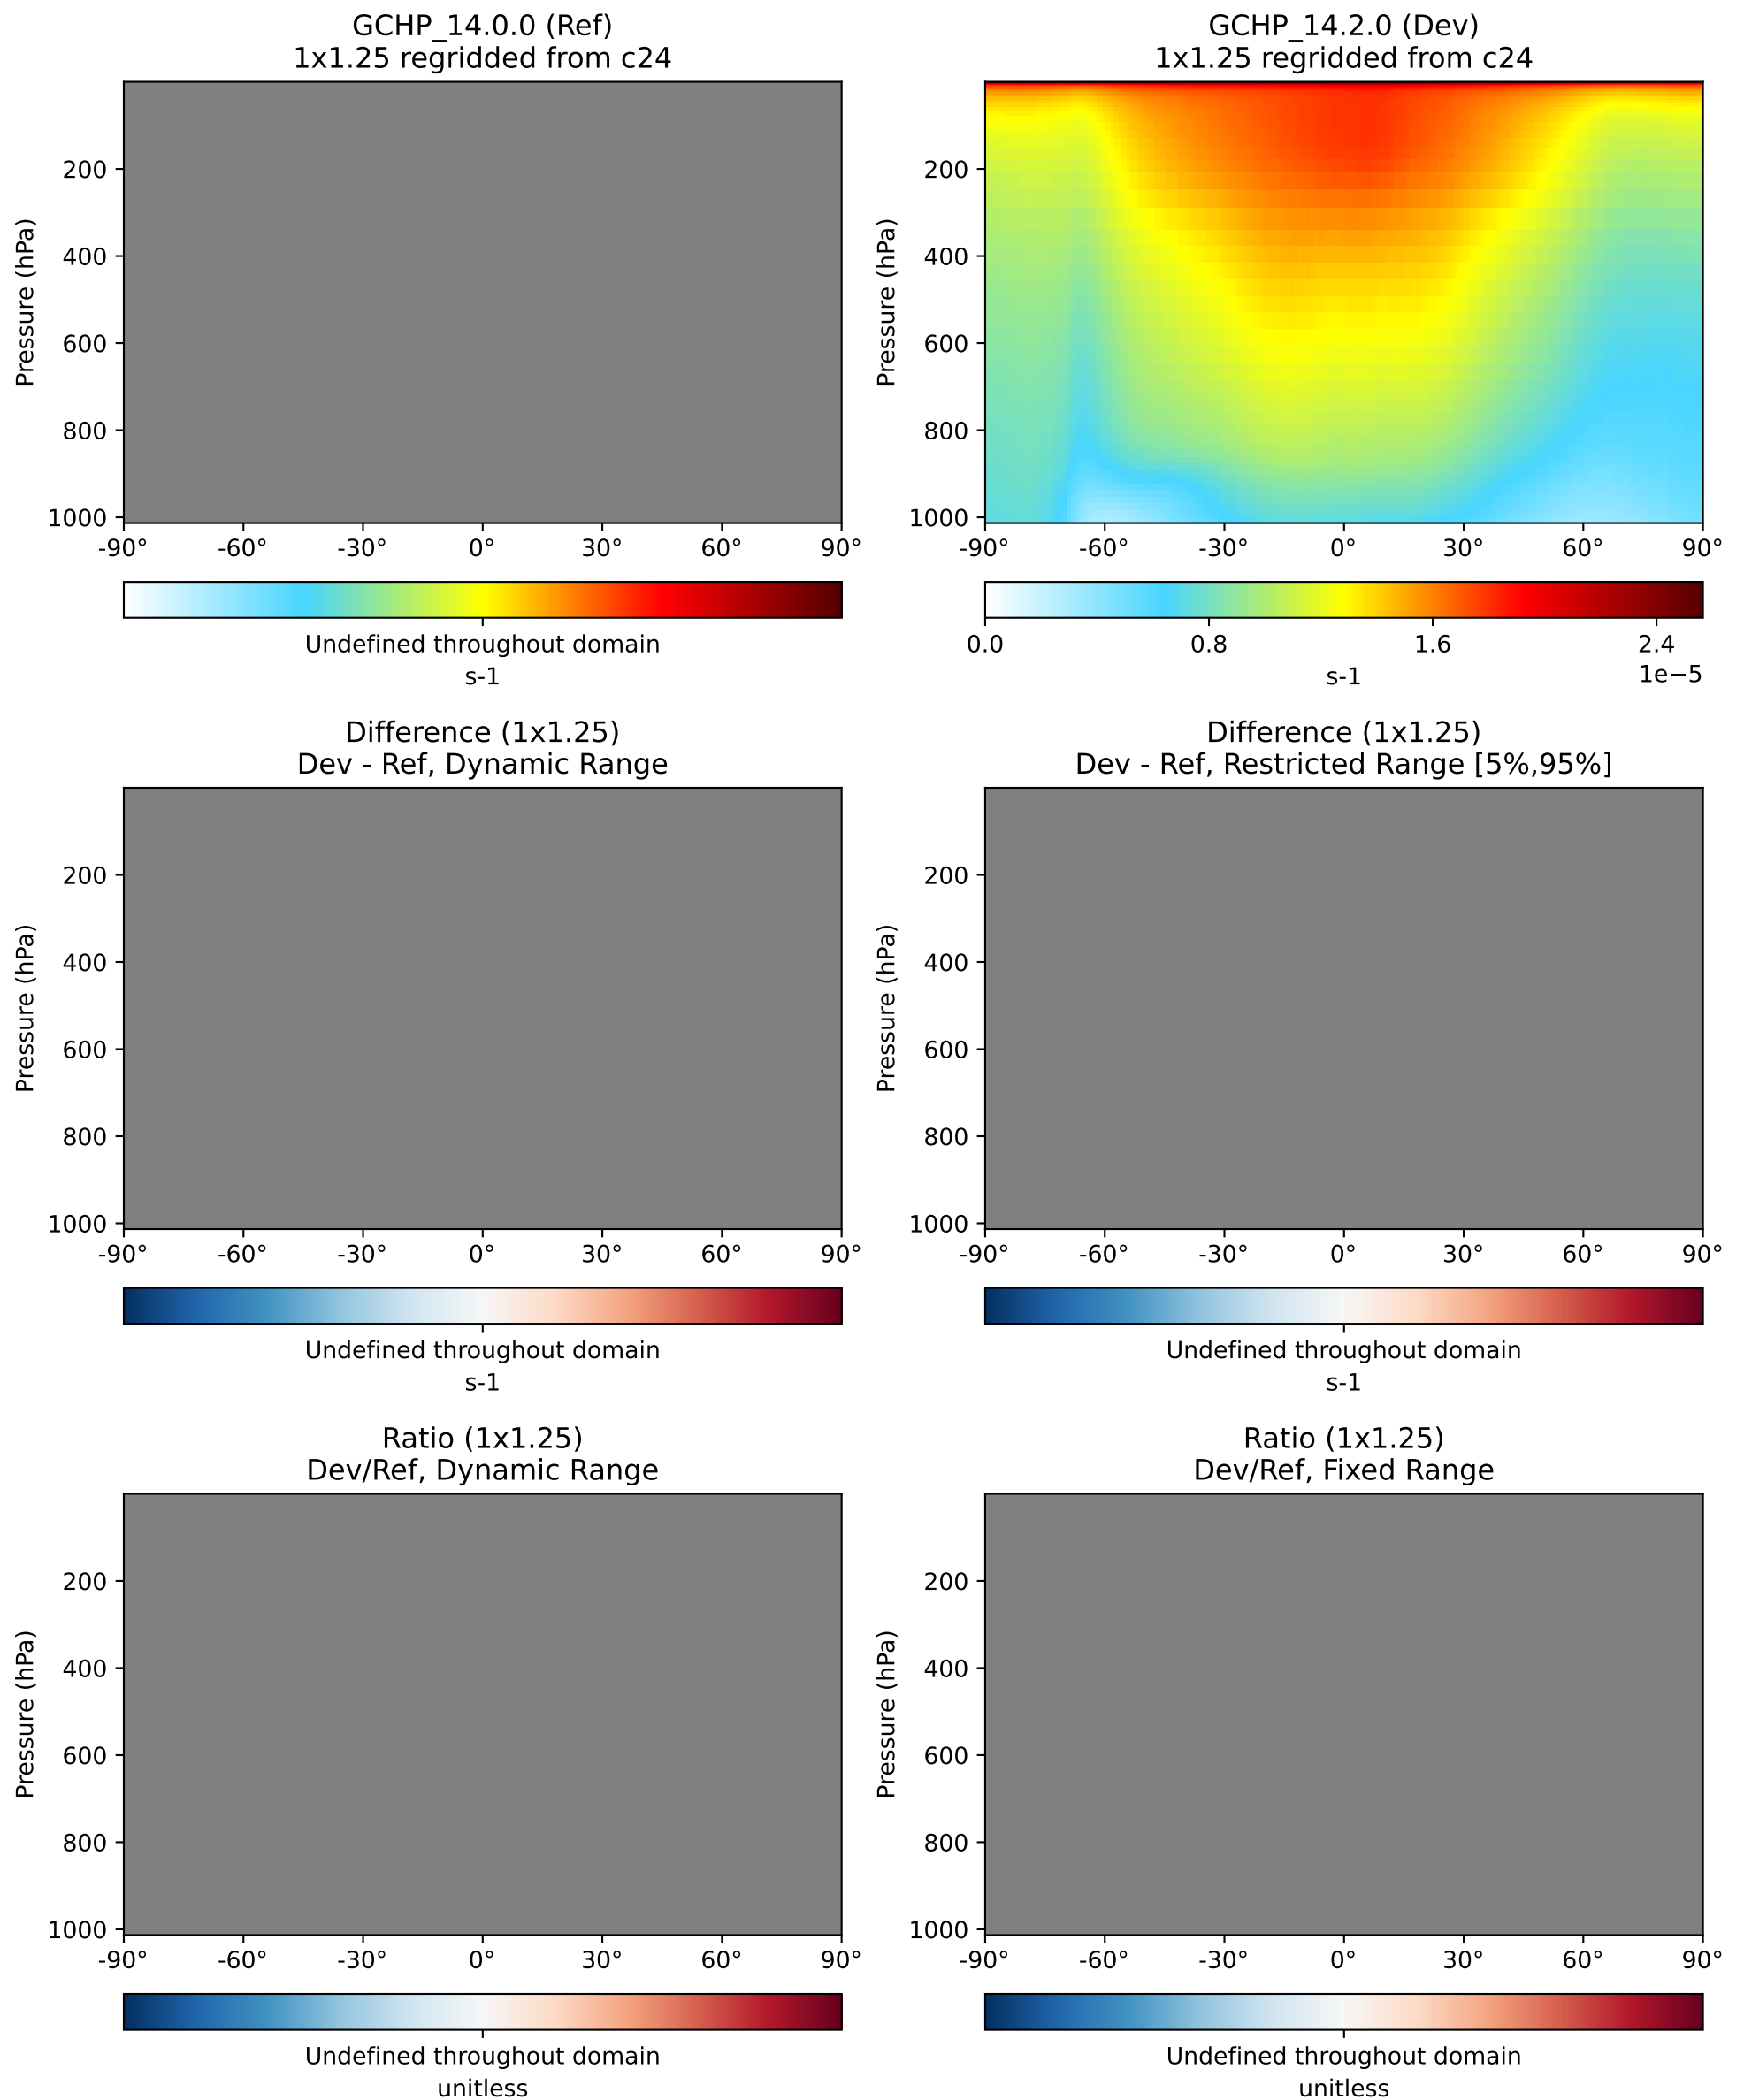 GCHP_14.0.0 (Ref)
1x1.25 regridded from c24
Pressure (hPa)
200
400
600
800
1000
-90° -60° -30° 0° 30° 60° 90°
Undefined throughout domain
s-1
GCHP_14.2.0 (Dev)
1x1.25 regridded from c24
Pressure (hPa)
200
400
600
800
1000
-90° -60° -30° 0° 30° 60° 90°
0.0 0.8 1.6 2.4
s-1
1e−5
Difference (1x1.25)
Dev - Ref, Dynamic Range
Pressure (hPa)
200
400
600
800
1000
-90° -60° -30° 0° 30° 60° 90°
Undefined throughout domain
s-1
Difference (1x1.25)
Dev - Ref, Restricted Range [5%,95%]
Pressure (hPa)
200
400
600
800
1000
-90° -60° -30° 0° 30° 60° 90°
Undefined throughout domain
s-1
Ratio (1x1.25)
Dev/Ref, Dynamic Range
Pressure (hPa)
200
400
600
800
1000
-90° -60° -30° 0° 30° 60° 90°
Undefined throughout domain
unitless
Ratio (1x1.25)
Dev/Ref, Fixed Range
Pressure (hPa)
200
400
600
800
1000
-90° -60° -30° 0° 30° 60° 90°
Undefined throughout domain
unitless